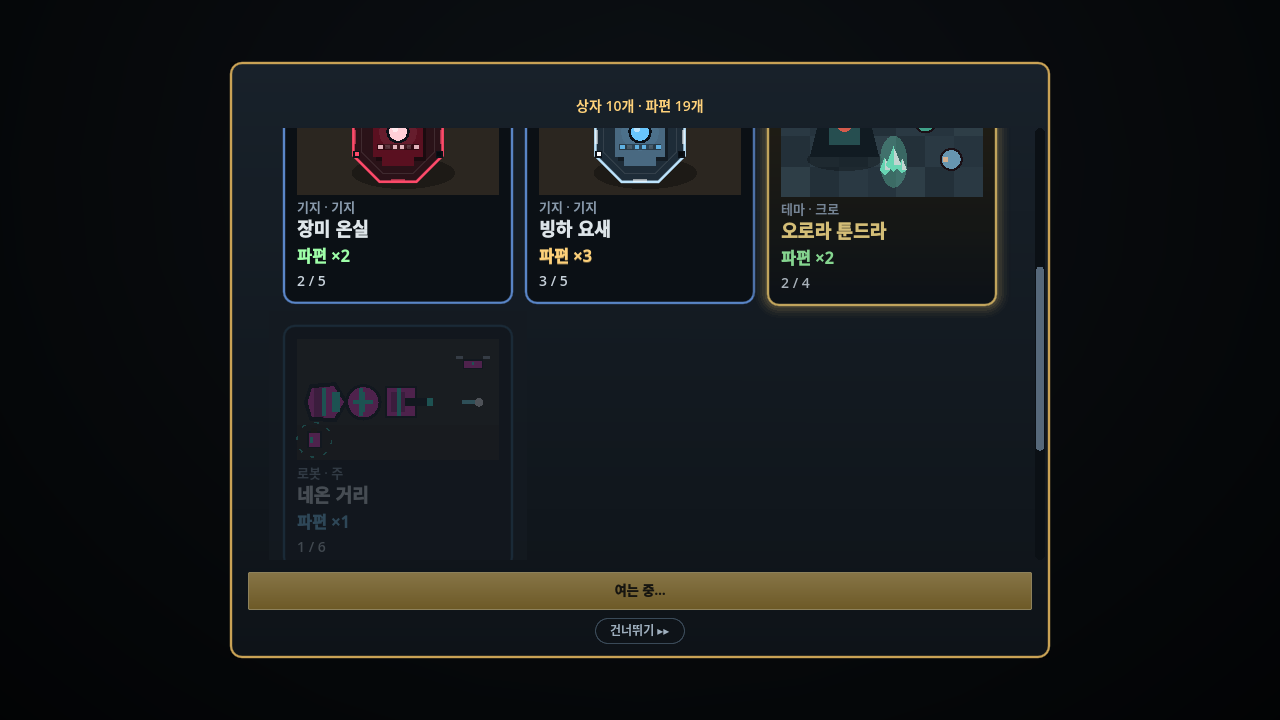 상자 10개 · 파편 19개
기지 · 기지
장미 온실
파편 ×2
2 / 5
기지 · 기지
빙하 요새
파편 ×3
3 / 5
테마 · 크로
오로라 툰드라
파편 ×2
2 / 4
로봇 · 주
네온 거리
파편 ×1
1 / 6
여는 중...
건너뛰기 ▸▸